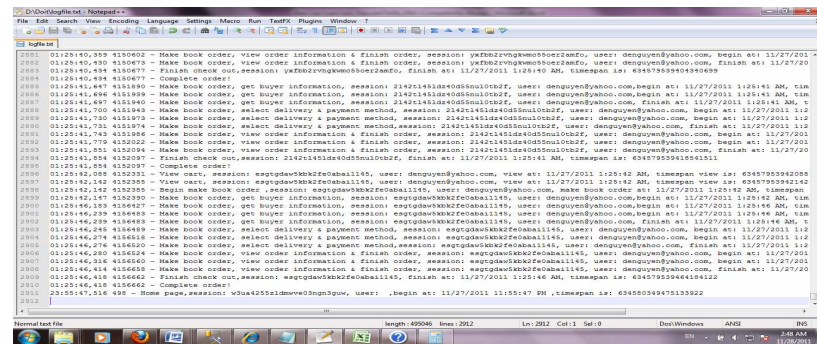 D:\Doit\logfile.txt - Notepad++
File Edit Search View Encoding Language Settings Macro Run TextFX Plugins Window ? X
logfile.txt
2881 01:25:40,359 4150602 - Make book order, view order information & finish order, session: yxfbb2rvhgkwmo55oer2amfo, user: denguyen@yahoo.com, begin at: 11/27/201
2882 01:25:40,430 4150673 - Make book order, view order information & finish order, session: yxfbb2rvhgkwmo55oer2amfo, user: denguyen@yahoo.com, finish at: 11/27/20
2883 01:25:40,434 4150677 - Finish check out,session: yxfbb2rvhgkwmo55oer2amfo, finish at: 11/27/2011 1:25:40 AM, timespan is: 634579539404340699
2884 01:25:40,434 4150677 - Complete order!
2885 01:25:41,647 4151890 - Make book order, get buyer information, session: 2142t1451dz40d55nul0tb2f, user: denguyen@yahoo.com,begin at: 11/27/2011 1:25:41 AM, tim
2886 01:25:41,696 4151939 - Make book order, get buyer information, session: 2142t1451dz40d55nul0tb2f, user: denguyen@yahoo.com,begin at: 11/27/2011 1:25:41 AM, tim
2887 01:25:41,697 4151940 - Make book order, get buyer information, session: 2142t1451dz40d55nul0tb2f, user: denguyen@yahoo.com, finish at: 11/27/2011 1:25:41 AM, t
2888 01:25:41,700 4151943 - Make book order, select delivery & payment method, session: 2142t1451dz40d55nul0tb2f, user: denguyen@yahoo.com, begin at: 11/27/2011 1:2
2889 01:25:41,730 4151973 - Make book order, select delivery & payment method, session: 2142t1451dz40d55nul0tb2f, user: denguyen@yahoo.com, begin at: 11/27/2011 1:2
2890 01:25:41,731 4151974 - Make book order, select delivery & payment method,session: 2142t1451dz40d55nul0tb2f, user: denguyen@yahoo.com, finish at: 11/27/2011 1:2
2891 01:25:41,743 4151986 - Make book order, view order information & finish order, session: 2142t1451dz40d55nul0tb2f, user: denguyen@yahoo.com, begin at: 11/27/201
2892 01:25:41,779 4152022 - Make book order, view order information & finish order, session: 2142t1451dz40d55nul0tb2f, user: denguyen@yahoo.com, begin at: 11/27/201
2893 01:25:41,851 4152094 - Make book order, view order information & finish order, session: 2142t1451dz40d55nul0tb2f, user: denguyen@yahoo.com, finish at: 11/27/20
2894 01:25:41,854 4152097 - Finish check out,session: 2142t1451dz40d55nul0tb2f, finish at: 11/27/2011 1:25:41 AM, timespan is: 634579539418541511
2895 01:25:41,854 4152097 - Complete order!
2896 01:25:42,088 4152331 - View cart, session: esgtgdaw5kbk2fe0abai1145, user: denguyen@yahoo.com, view at: 11/27/2011 1:25:42 AM, timespan view is: 63457953942088
2897 01:25:42,142 4152385 - View cart, session: esgtgdaw5kbk2fe0abai1145, user: denguyen@yahoo.com, view at: 11/27/2011 1:25:42 AM, timespan view is: 63457953942142
2898 01:25:42,142 4152385 - Begin make book order ,session: esgtgdaw5kbk2fe0abai1145, user: denguyen@yahoo.com, make book order at: 11/27/2011 1:25:42 AM, timespan
2899 01:25:42,147 4152390 - Make book order, get buyer information, session: esgtgdaw5kbk2fe0abai1145, user: denguyen@yahoo.com,begin at: 11/27/2011 1:25:42 AM, tim
2900 01:25:46,183 4156427 - Make book order, get buyer information, session: esgtgdaw5kbk2fe0abai1145, user: denguyen@yahoo.com,begin at: 11/27/2011 1:25:46 AM, tim
2901 01:25:46,239 4156483 - Make book order, get buyer information, session: esgtgdaw5kbk2fe0abai1145, user: denguyen@yahoo.com,begin at: 11/27/2011 1:25:46 AM, tim
2902 01:25:46,239 4156483 - Make book order, get buyer information, session: esgtgdaw5kbk2fe0abai1145, user: denguyen@yahoo.com, finish at: 11/27/2011 1:25:46 AM, t
2903 01:25:46,245 4156489 - Make book order, select delivery & payment method, session: esgtgdaw5kbk2fe0abai1145, user: denguyen@yahoo.com, begin at: 11/27/2011 1:2
2904 01:25:46,274 4156518 - Make book order, select delivery & payment method, session: esgtgdaw5kbk2fe0abai1145, user: denguyen@yahoo.com, begin at: 11/27/2011 1:2
2905 01:25:46,276 4156520 - Make book order, select delivery & payment method,session: esgtgdaw5kbk2fe0abai1145, user: denguyen@yahoo.com, finish at: 11/27/2011 1:2
2906 01:25:46,280 4156524 - Make book order, view order information & finish order, session: esgtgdaw5kbk2fe0abai1145, user: denguyen@yahoo.com, begin at: 11/27/201
2907 01:25:46,316 4156560 - Make book order, view order information & finish order, session: esgtgdaw5kbk2fe0abai1145, user: denguyen@yahoo.com, begin at: 11/27/201
2908 01:25:46,414 4156658 - Make book order, view order information & finish order, session: esgtgdaw5kbk2fe0abai1145, user: denguyen@yahoo.com, finish at: 11/27/20
2909 01:25:46,418 4156662 - Finish check out,session: esgtgdaw5kbk2fe0abai1145, finish at: 11/27/2011 1:25:46 AM, timespan is: 634579539464184122
2910 01:25:46,418 4156662 - Complete order!
2911 23:55:47,516 498 - Home page,session: w3ua4255zldmwve03ngn3guw, user: ,begin at: 11/27/2011 11:55:47 PM ,timespan is: 634580349475133922
2912
Normal text file length : 495046 lines : 2912 Ln : 2912 Col : 1 Sel : 0 Dos\Windows ANSI INS
EN 2:48 AM
11/28/2011